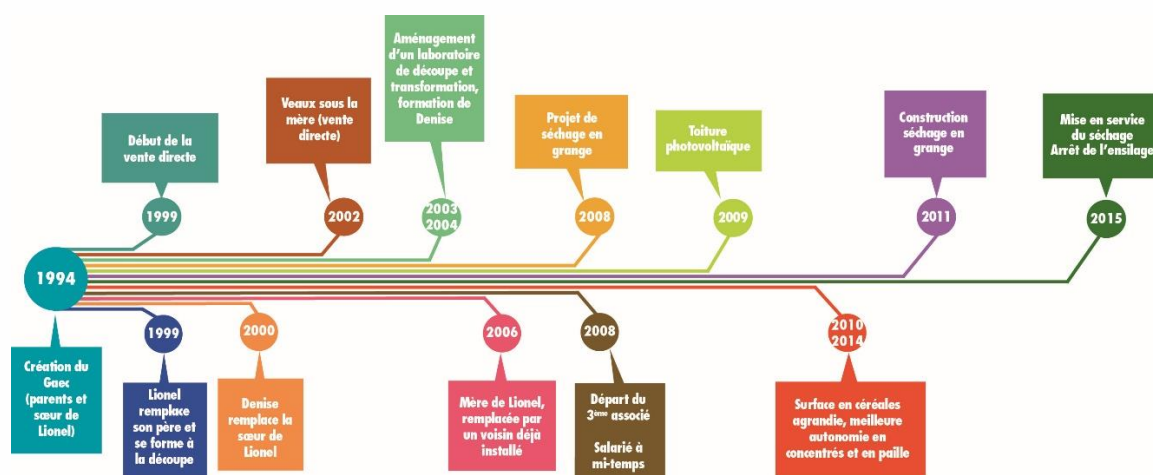 Début de la
vente directe
1999
Veaux sous la
mère (vente
directe)
2002
Aménagement
d'un laboratoire
de découpe et
transformation,
formation de
Denise
2003
2004
Projet de
séchage en
grange
2008
Toiture
photovoltaïque
2009
Construction
séchage en
grange
2011
Mise en service
du séchage
Arrêt de l'ensilage
2015
1994
Création du
Gaec
(parents et
sœur de
Lionel)
1999
Lionel
remplace
son père et
se forme à
la découpe
2000
Denise
remplace la
sœur de
Lionel
2006
Mère de Lionel,
remplacée par
un voisin déjà
installé
2008
Départ du
3ème associé
Salarié à
mi-temps
2010
2014
Surface en céréales
agrandie, meilleure
autonomie en
concentrés et en paille